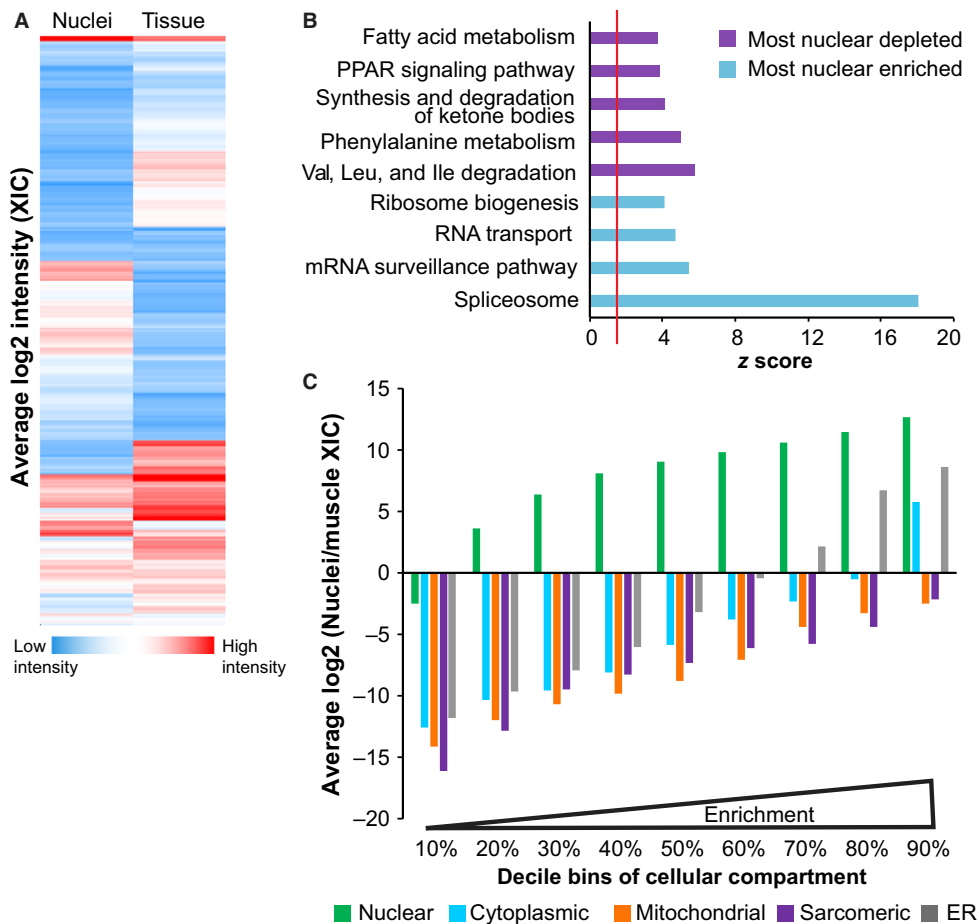 A
Nuclei Tissue
Average log2 intensity (XIC)
Low intensity
High intensity
B
Fatty acid metabolism
PPAR signaling pathway
Synthesis and degradation
of ketone bodies
Phenylalanine metabolism
Val, Leu, and Ile degradation
Ribosome biogenesis
RNA transport
mRNA surveillance pathway
Spliceosome
Most nuclear depleted
Most nuclear enriched
0 4 8 12 16 20
z score
C
Average log2 (Nuclei/muscle XIC)
15
10
5
0
–5
–10
–15
–20
Enrichment
10% 20% 30% 40% 50% 60% 70% 80% 90%
Decile bins of cellular compartment
Nuclear Cytoplasmic Mitochondrial Sarcomeric ER